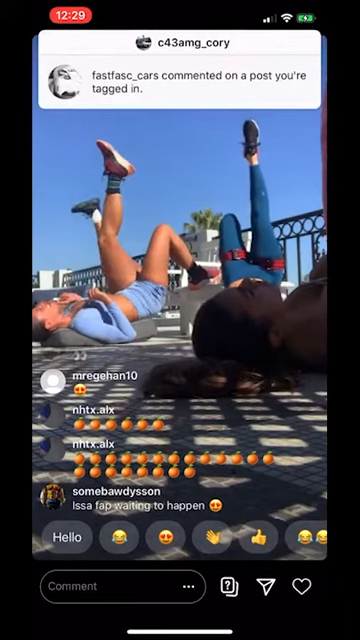 12:29
c43amg_cory
fastfasc_cars commented on a post you're
tagged in.
mregehan10
nhtx.alx
nhtx.alx
somebawdysson
Issa fap waiting to happen 😍
Hello
Comment